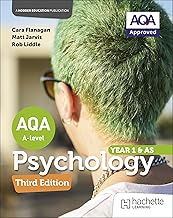 A HODDER EDUCATION PUBLICATION
Cara Flanagan
Matt Jarvis
Rob Liddle
AQA
Approved
AQA
A-level
YEAR 1 & AS
Psychology
Third Edition
hachette
LEARNING